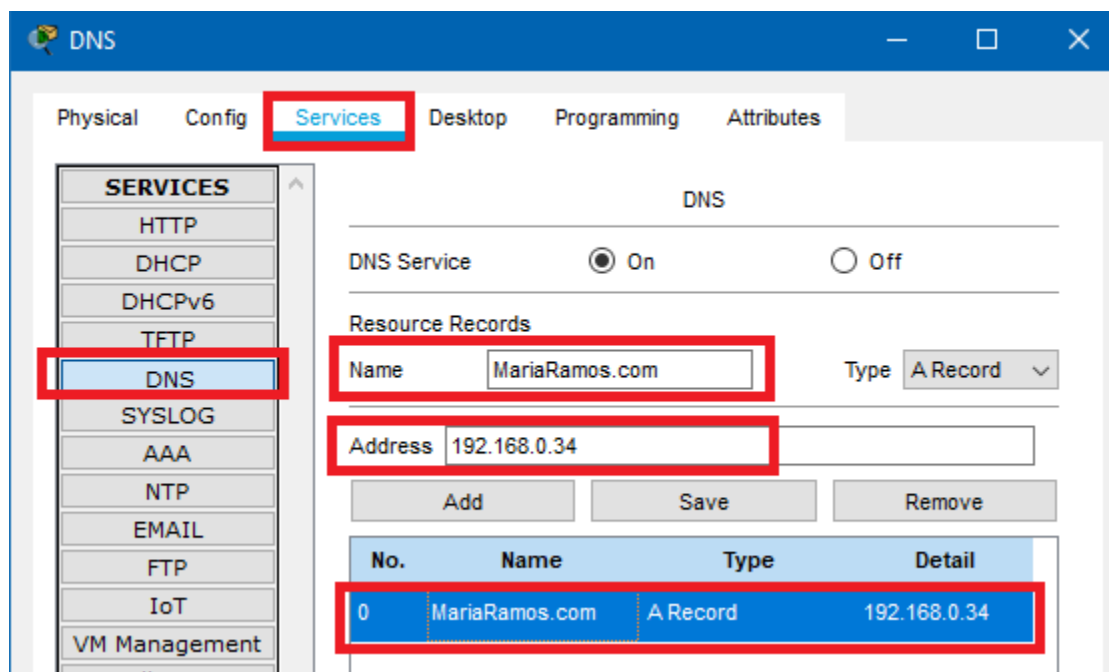 DNS
Physical Config Services Desktop Programming Attributes
SERVICES
HTTP
DHCP
DHCPv6
TFTP
DNS
SYSLOG
AAA
NTP
EMAIL
FTP
IoT
VM Management
DNS
DNS Service On Off
Resource Records
Name MariaRamos.com Type A Record
Address 192.168.0.34
Add Save Remove
No. Name Type Detail
0 MariaRamos.com A Record 192.168.0.34